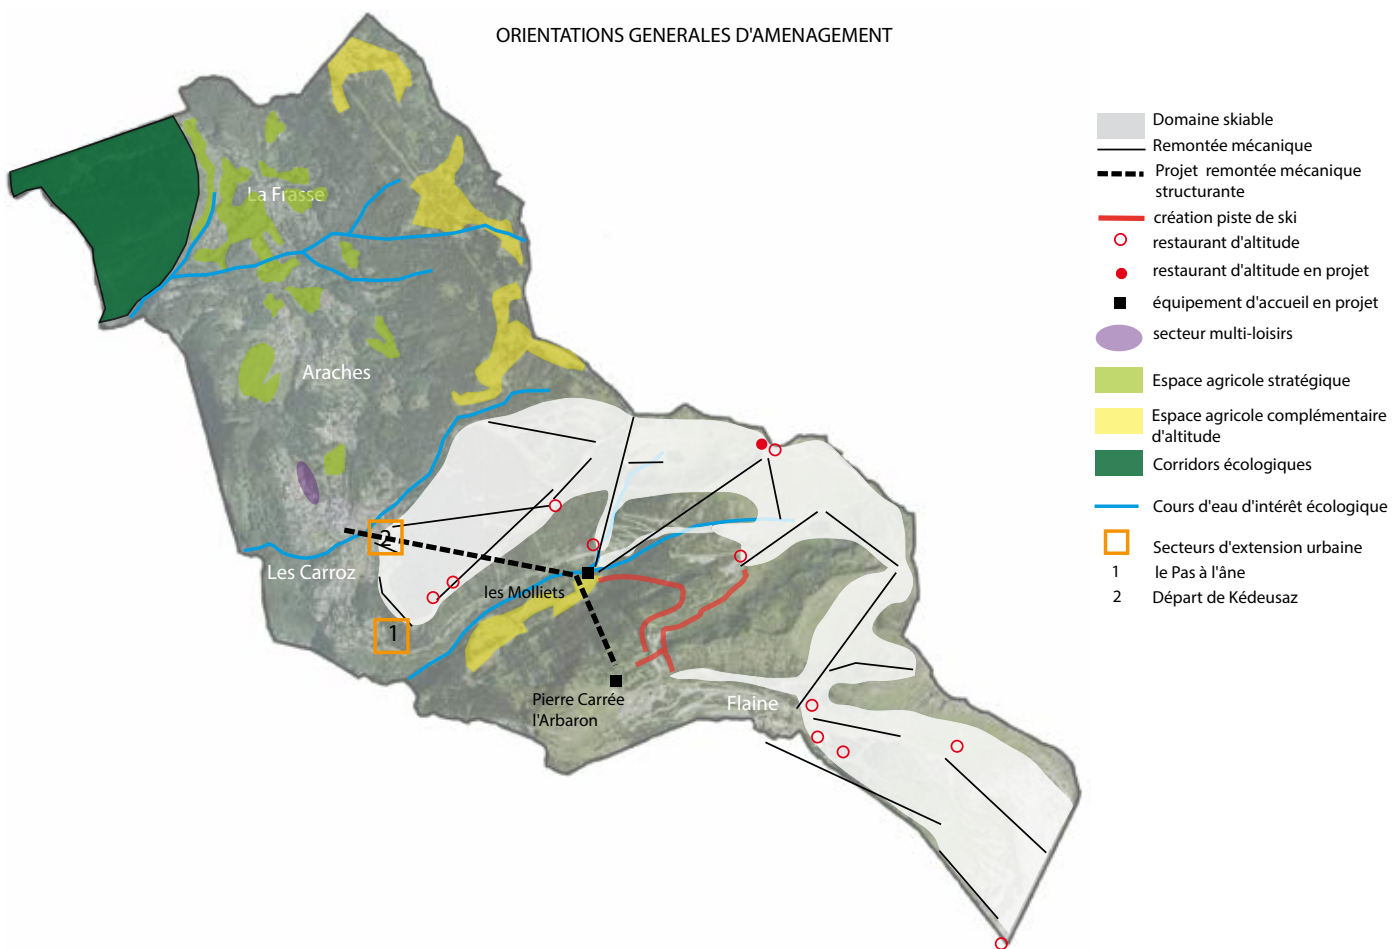 ORIENTATIONS GENERALES D'AMENAGEMENT
Domaine skiable
Remontée mécanique
Projet remontée mécanique
structurante
création piste de ski
restaurant d'altitude
restaurant d'altitude en projet
équipement d'accueil en projet
secteur multi-loisirs
Espace agricole stratégique
Espace agricole complémentaire
d'altitude
Corridors écologiques
Cours d'eau d'intérêt écologique
Secteurs d'extension urbaine
1 le Pas à l'âne
2 Départ de Kédeusaz
La Frasse
Araches
2
Les Carroz
les Molliets
1
Pierre Carrée
l'Arbaron
Flaine